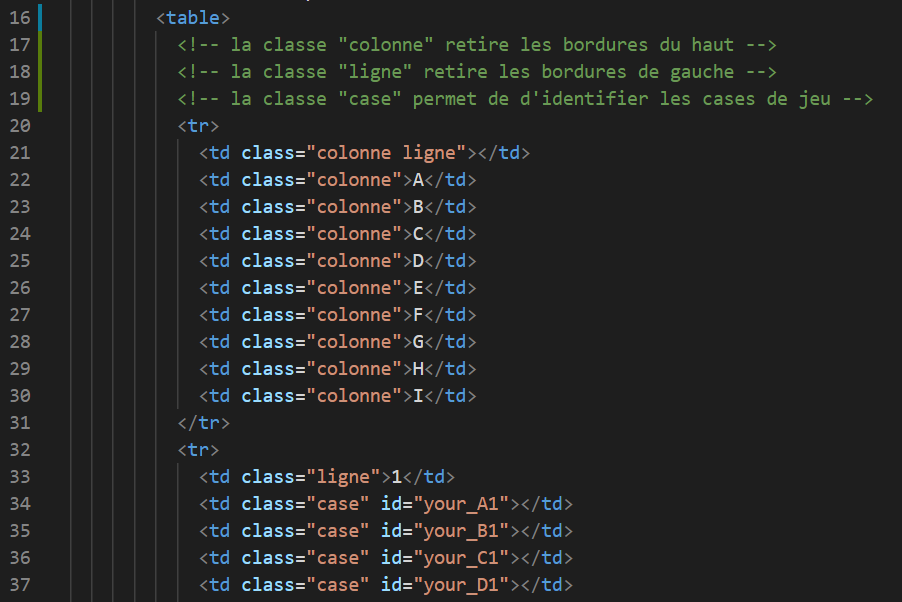 16 <table>
17 <!-- la classe "colonne" retire les bordures du haut -->
18 <!-- la classe "ligne" retire les bordures de gauche -->
19 <!-- la classe "case" permet de d'identifier les cases de jeu -->
20 <tr>
21 <td class="colonne ligne"></td>
22 <td class="colonne">A</td>
23 <td class="colonne">B</td>
24 <td class="colonne">C</td>
25 <td class="colonne">D</td>
26 <td class="colonne">E</td>
27 <td class="colonne">F</td>
28 <td class="colonne">G</td>
29 <td class="colonne">H</td>
30 <td class="colonne">I</td>
31 </tr>
32 <tr>
33 <td class="ligne">1</td>
34 <td class="case" id="your_A1"></td>
35 <td class="case" id="your_B1"></td>
36 <td class="case" id="your_C1"></td>
37 <td class="case" id="your_D1"></td>